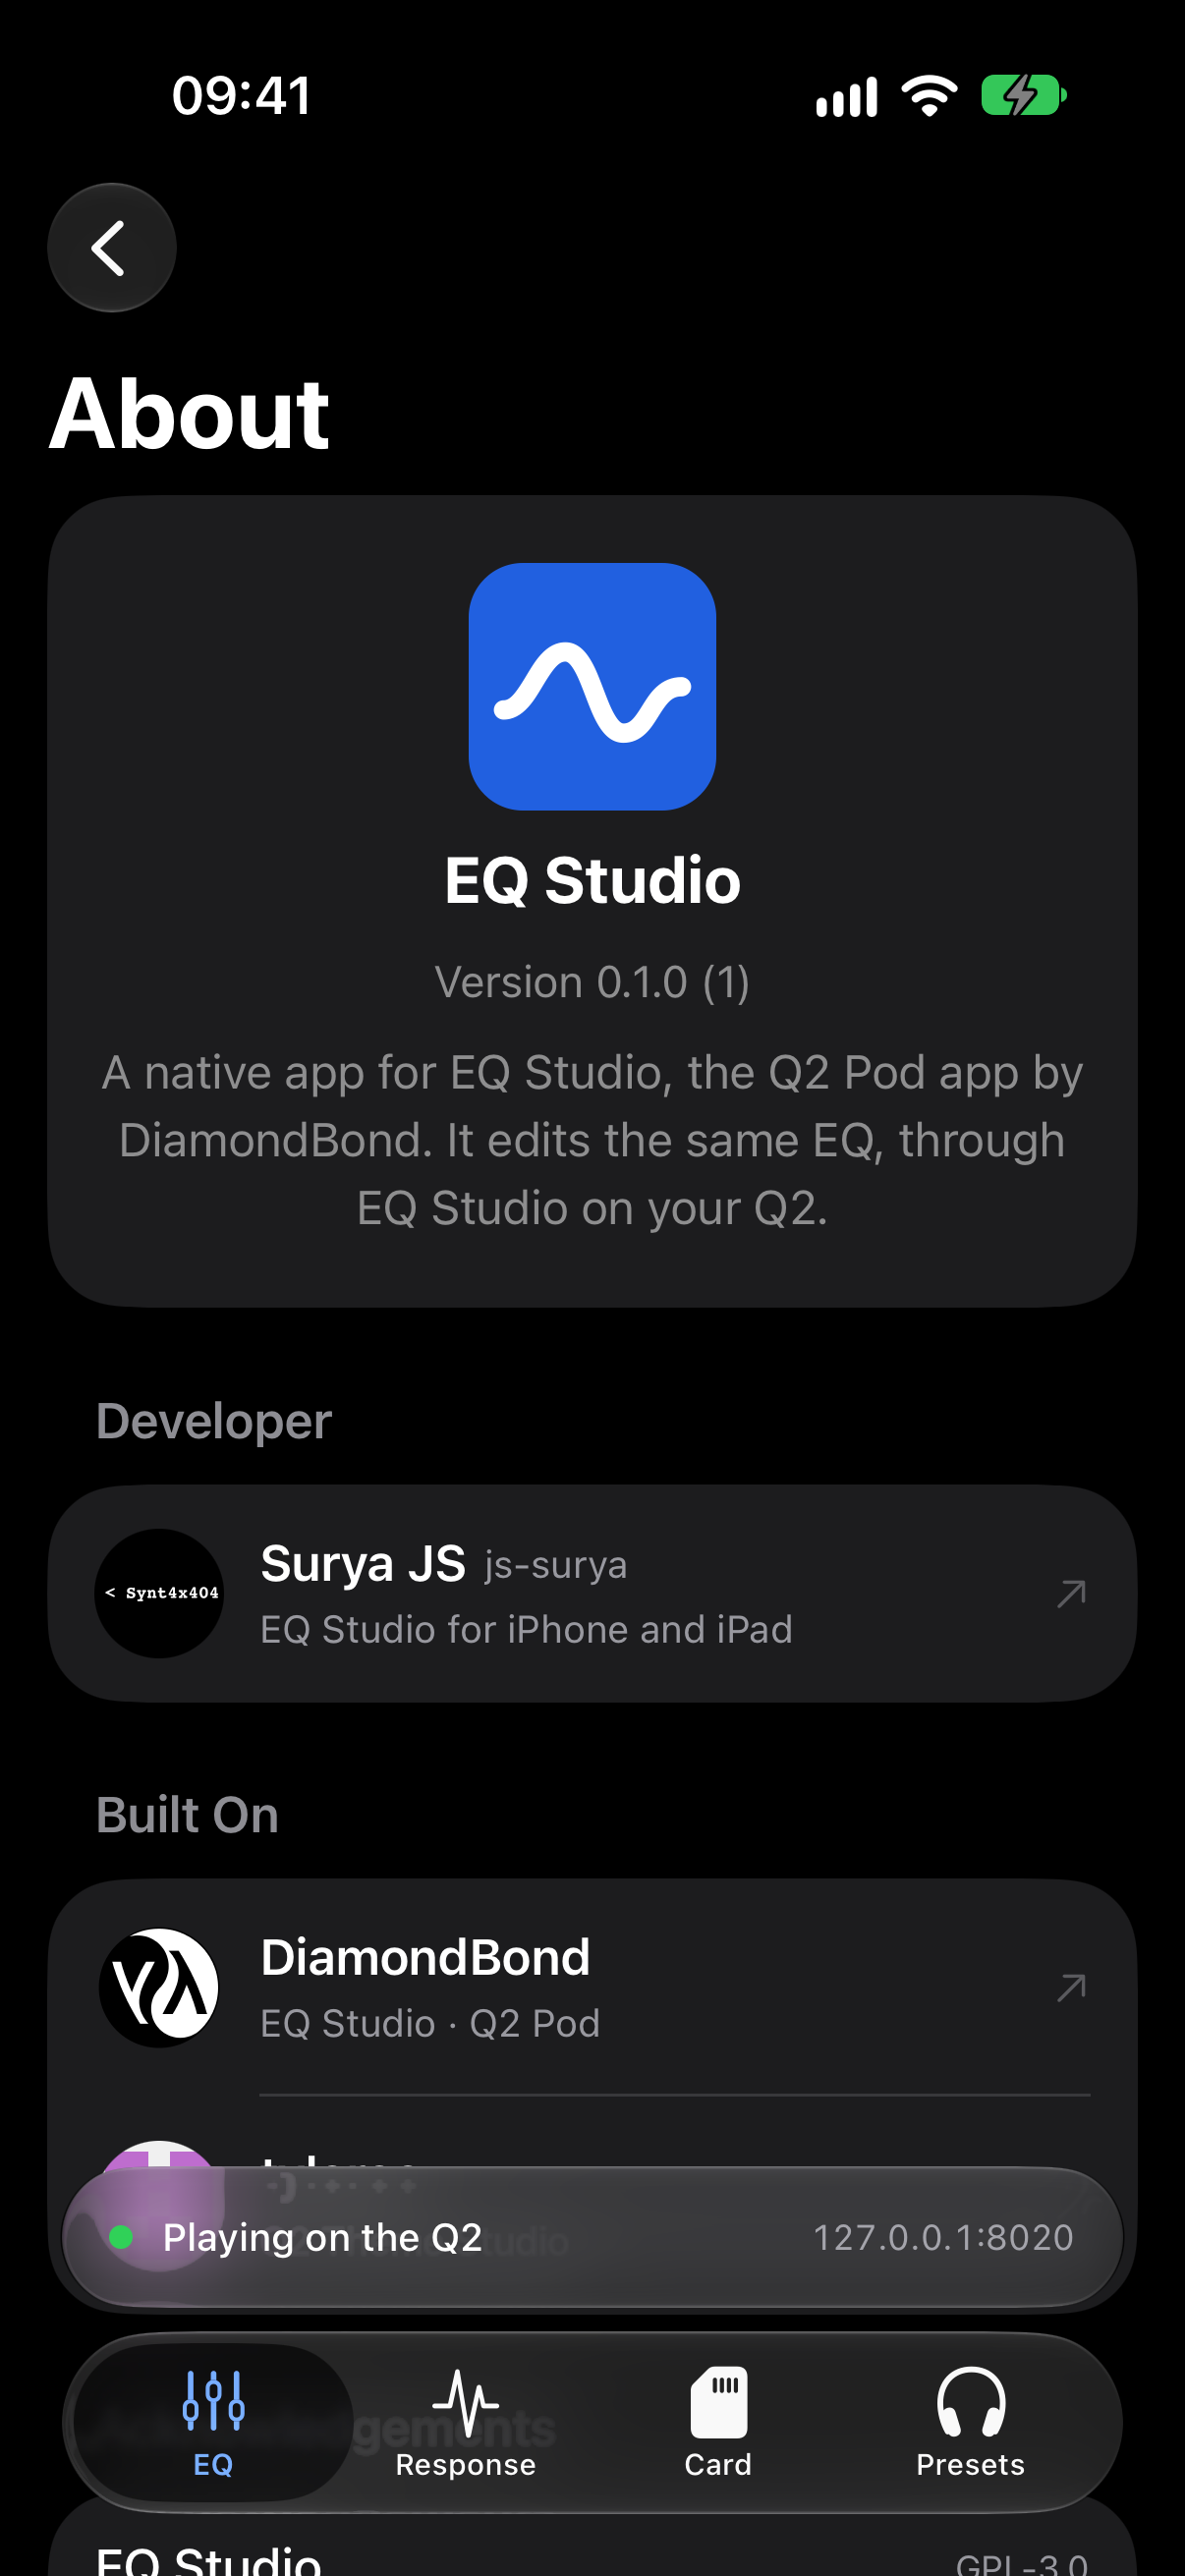 09:41
About
EQ Studio
Version 0.1.0 (1)
A native app for EQ Studio, the Q2 Pod app by
DiamondBond. It edits the same EQ, through
EQ Studio on your Q2.
Developer
< Synt4x404
Surya JS js-surya
EQ Studio for iPhone and iPad
Built On
DiamondBond
EQ Studio · Q2 Pod
Playing on the Q2 127.0.0.1:8020
EQ Response Card Presets
EQ Studio GPL-3.0